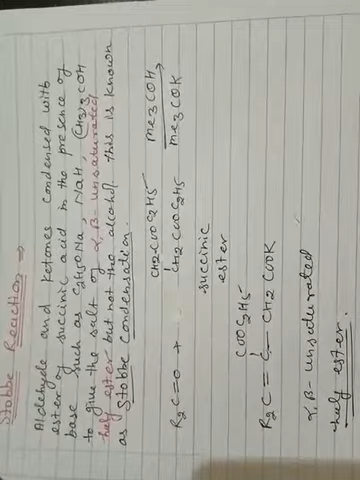 Stobbe Reaction →
Aldehyde and Ketones condensed with
ester of succinic acid in the presence of
base such as C2H5ONa, NaH, (CH3)3COH
to give the salt of α,β-unsaturated
half ester but not the alcohol. this is known
as Stobbe Condensation.
CH2-COOC2H5 Me3COH
R2C=O + CH2COOC2H5 Me3COK
succinic
ester
COOC2H5
R2C = C - CH2COOK
α,β-unsaturated
half ester.